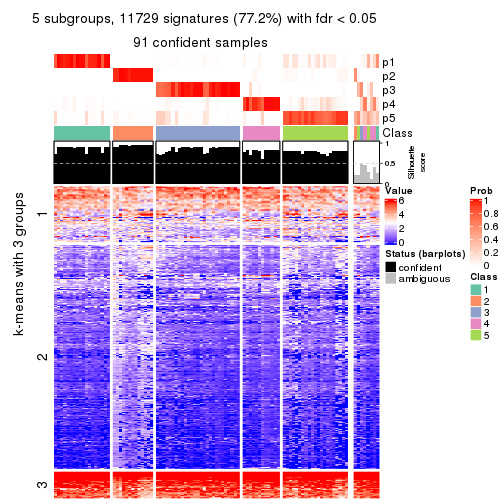 5 subgroups, 11729 signatures (77.2%) with fdr < 0.05
91 confident samples
p1
p2
p3
p4
p5
Class
1
0.5
0
Silhouette
score
k-means with 3 groups
1
2
3
Value
6
4
2
0
Status (barplots)
confident
ambiguous
Prob
1
0.8
0.6
0.4
0.2
0
Class
1
2
3
4
5